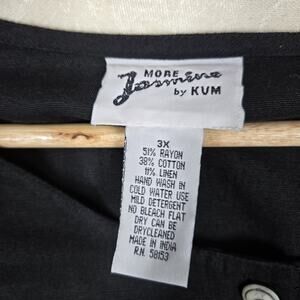 MORE
Jasmine
by KUM
3X
51% RAYON
38% COTTON
11% LINEN
HAND WASH IN
COLD WATER USE
MILD DETERGENT
NO BLEACH FLAT
DRY CAN BE
DRYCLEANED
MADE IN INDIA
R.N. 58153